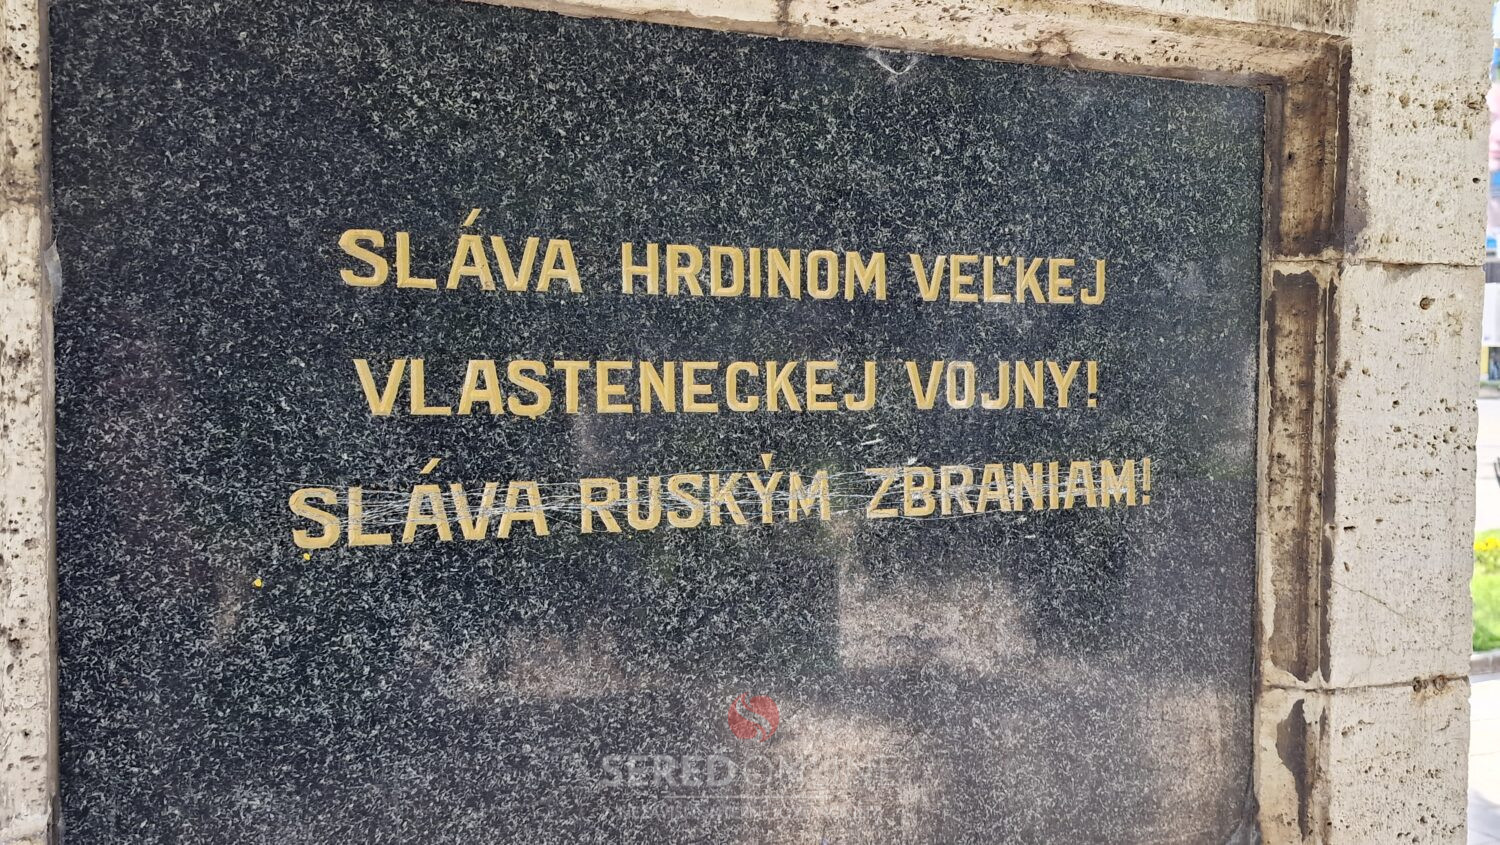 SLÁVA HRDINOM VEĽKEJ
VLASTENECKEJ VOJNY!
SLÁVA RUSKÝM ZBRANIAM!
SEREDONLINE